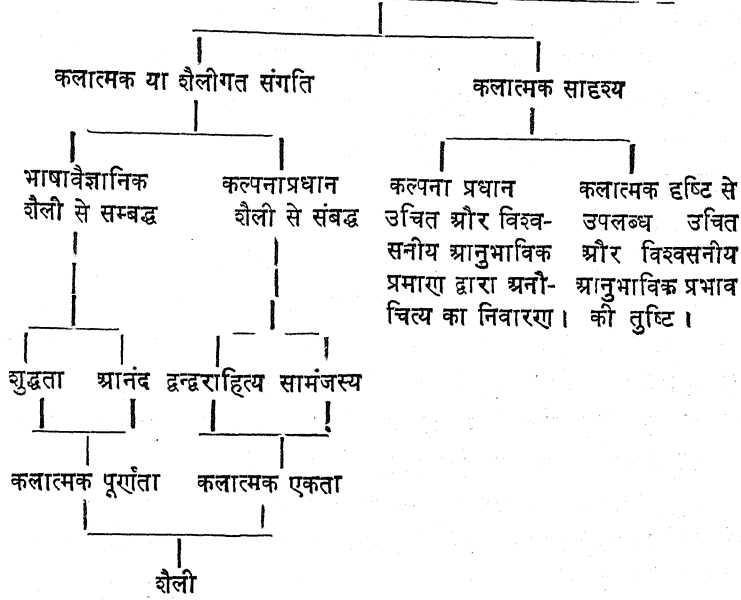 कलात्मक या शैलीगत संगति
कलात्मक सादृश्य
भाषावैज्ञानिक
शैली से सम्बद्ध
कल्पनाप्रधान
शैली से संबद्ध
कल्पना प्रधान
उचित और विश्व-
सनीय आनुभाविक
प्रमाण द्वारा अनौ-
चित्य का निवारण।
कलात्मक दृष्टि से
उपलब्ध उचित
और विश्वसनीय
आनुभाविक प्रभाव
की तुष्टि।
शुद्धता आनंद द्वन्द्वराहित्य सामंजस्य
कलात्मक पूर्णता कलात्मक एकता
शैली